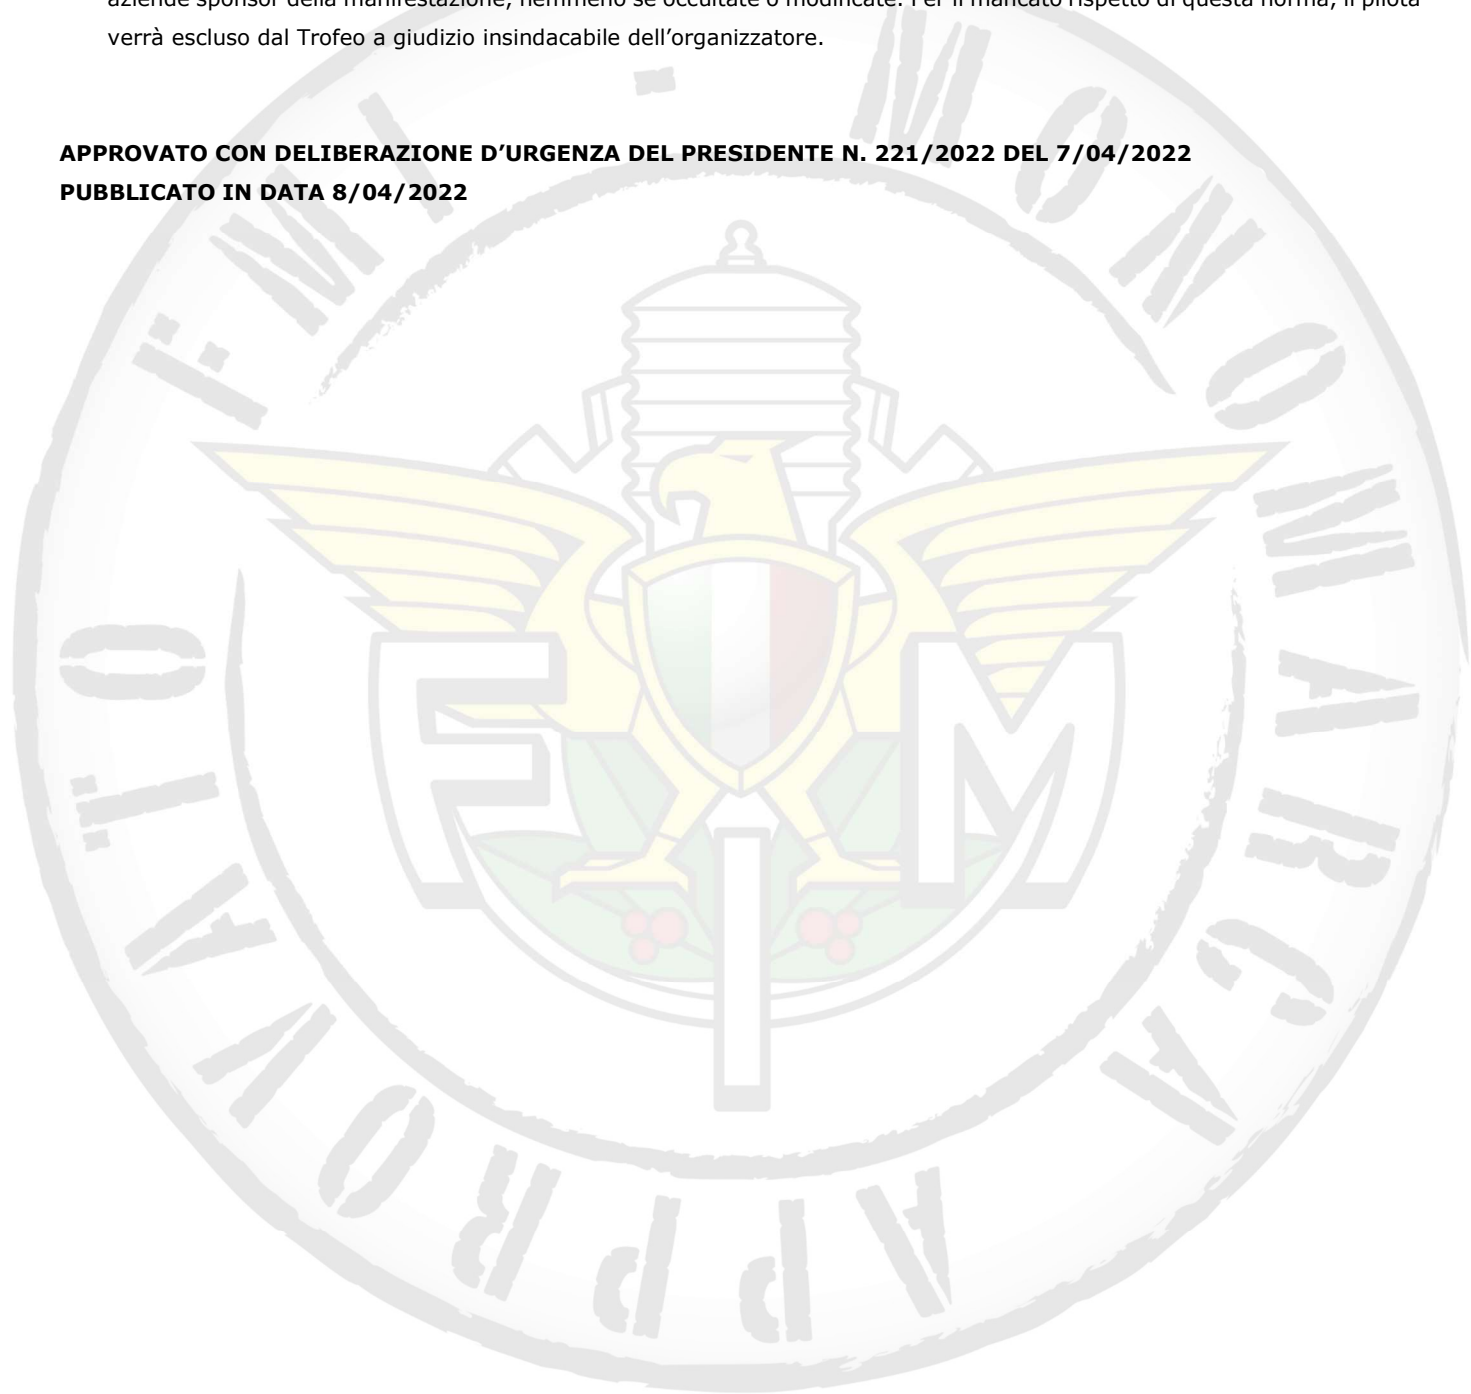 aziende sponsor della manifestazione, nemmeno se occultate o modificate. Per il mancato rispetto di questa norma, il pilota
verrà escluso dal Trofeo a giudizio insindacabile dell’organizzatore.
APPROVATO CON DELIBERAZIONE D’URGENZA DEL PRESIDENTE N. 221/2022 DEL 7/04/2022
PUBBLICATO IN DATA 8/04/2022
APPROVATO FMI - MONOMARCA
FIM